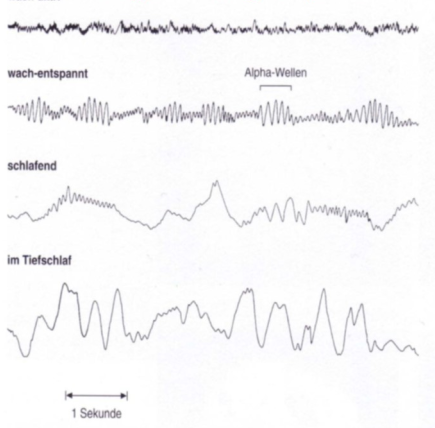 wach-entspannt
Alpha-Wellen
schlafend
im Tiefschlaf
1 Sekunde